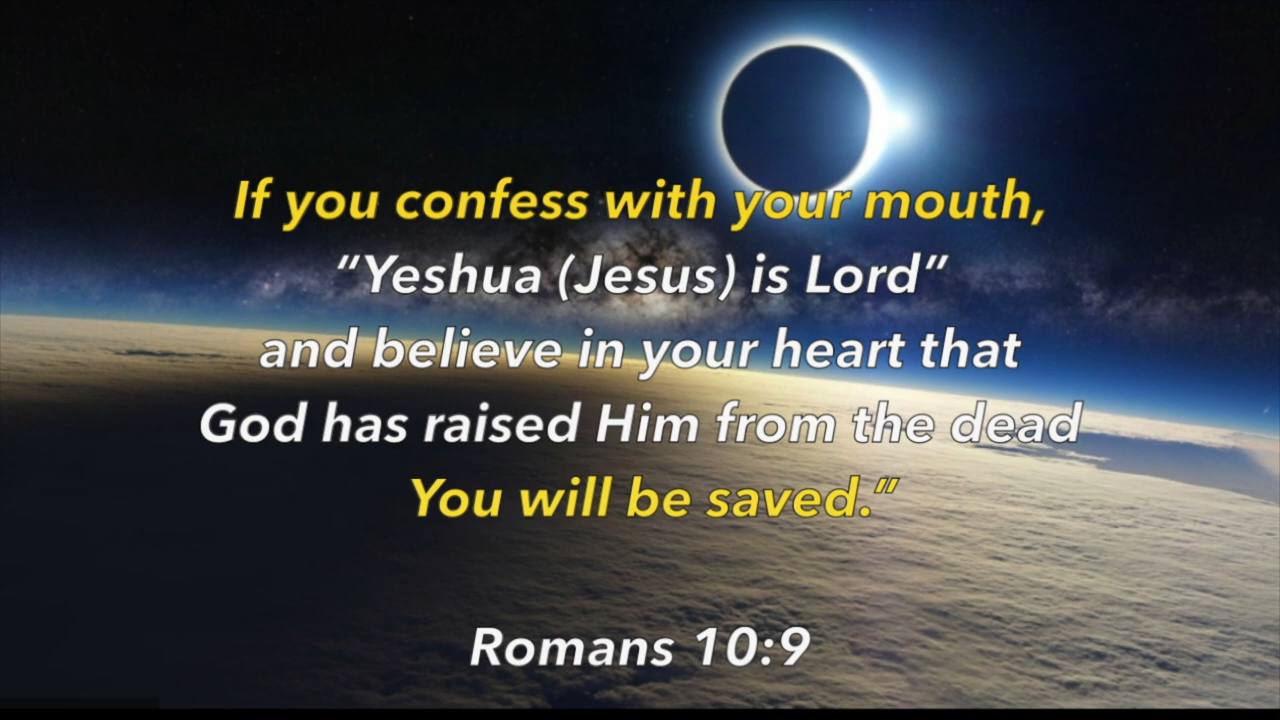 If you confess with your mouth,
“Yeshua (Jesus) is Lord”
and believe in your heart that
God has raised Him from the dead
You will be saved.”
Romans 10:9